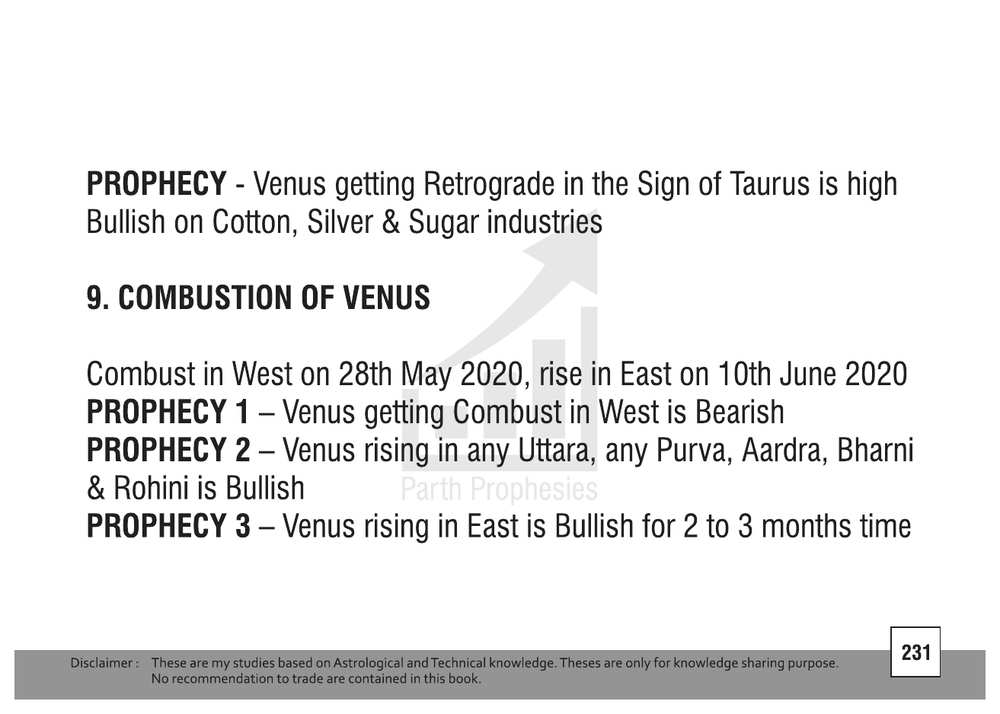 PROPHECY - Venus getting Retrograde in the Sign of Taurus is high
Bullish on Cotton, Silver & Sugar industries
9. COMBUSTION OF VENUS
Combust in West on 28th May 2020, rise in East on 10th June 2020
PROPHECY 1 – Venus getting Combust in West is Bearish
PROPHECY 2 – Venus rising in any Uttara, any Purva, Aardra, Bharni
& Rohini is Bullish
Parth Prophesies
PROPHECY 3 – Venus rising in East is Bullish for 2 to 3 months time
Disclaimer : These are my studies based on Astrological and Technical knowledge. Theses are only for knowledge sharing purpose.
No recommendation to trade are contained in this book.
231